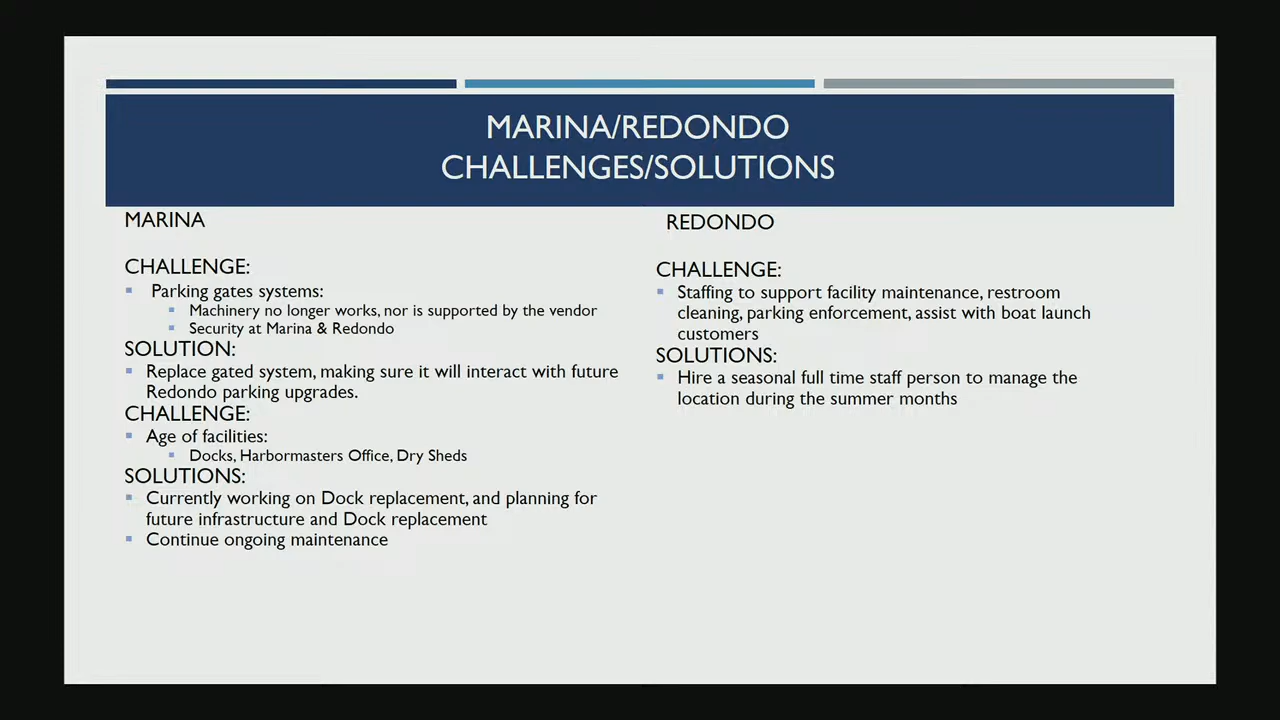 MARINA/REDONDO
CHALLENGES/SOLUTIONS
MARINA
CHALLENGE:
Parking gates systems:
Machinery no longer works, nor is supported by the vendor
Security at Marina & Redondo
SOLUTION:
Replace gated system, making sure it will interact with future
Redondo parking upgrades.
CHALLENGE:
Age of facilities:
Docks, Harbormasters Office, Dry Sheds
SOLUTIONS:
Currently working on Dock replacement, and planning for
future infrastructure and Dock replacement
Continue ongoing maintenance
REDONDO
CHALLENGE:
Staffing to support facility maintenance, restroom
cleaning, parking enforcement, assist with boat launch
customers
SOLUTIONS:
Hire a seasonal full time staff person to manage the
location during the summer months